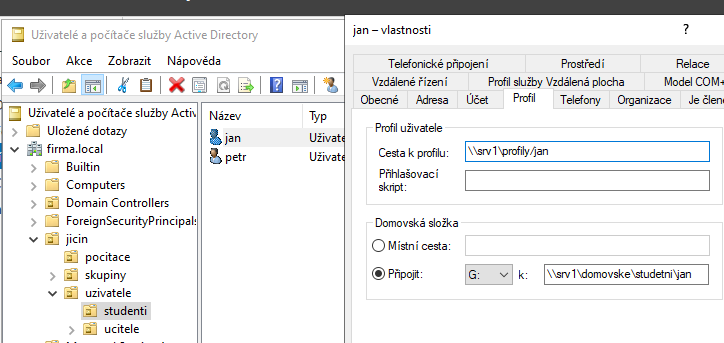 Uživatelé a počítače služby Active Directory
Soubor Akce Zobrazit Nápověda
Uživatelé a počítače služby Active
Uložené dotazy
firma.local
Builtin
Computers
Domain Controllers
ForeignSecurityPrincipals
jicin
pocitace
skupiny
uzivatele
studenti
ucitele
Název Typ
jan Uživate
petr Uživate
jan – vlastnosti ?
Telefonické připojení Prostředí Relace
Vzdálené řízení Profil služby Vzdálená plocha Model COM+
Obecné Adresa Účet Profil Telefony Organizace Je člene
Profil uživatele
Cesta k profilu: \\srv1\profily/jan
Přihlašovací
skript:
Domovská složka
Místní cesta:
Připojit: G: k: \\srv1\domovske\studetni\jan